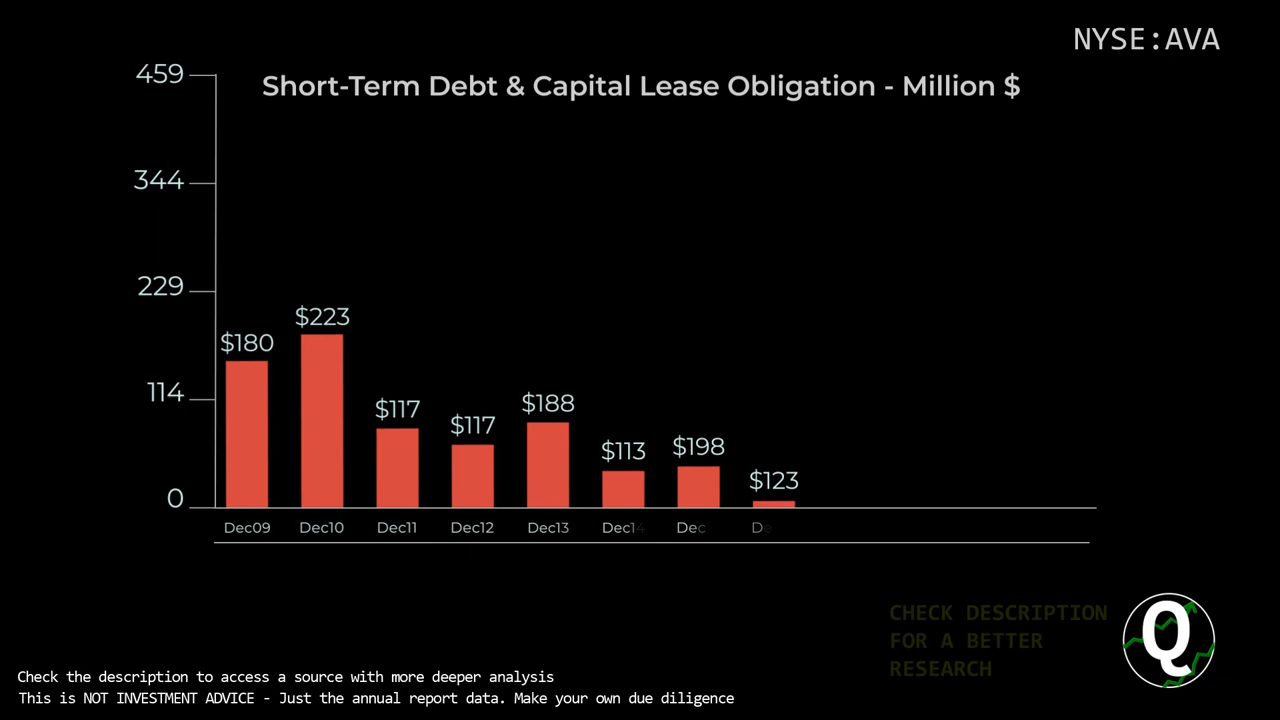 NYSE:AVA
Short-Term Debt & Capital Lease Obligation - Million $
459
344
229
114
0
$180
$223
$117
$117
$188
$113
$198
$123
Dec09
Dec10
Dec11
Dec12
Dec13
Dec14
Dec
De
CHECK DESCRIPTION
FOR A BETTER
RESEARCH
Q
Check the description to access a source with more deeper analysis
This is NOT INVESTMENT ADVICE - Just the annual report data. Make your own due diligence